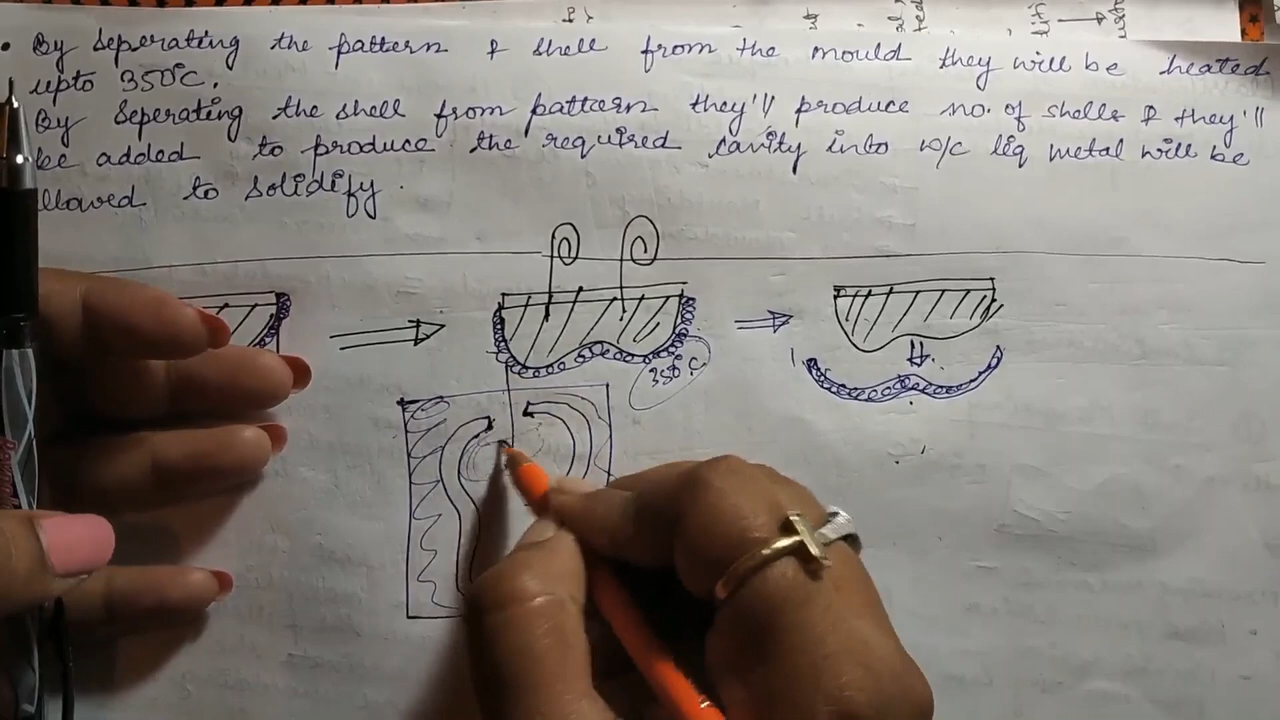 • By seperating the pattern & shell from the mould they will be heated
upto 350°C.
By seperating the shell from pattern they'll produce no. of shells & they'll
be added to produce the required cavity into w/c liq metal will be
allowed to solidify.
350°C